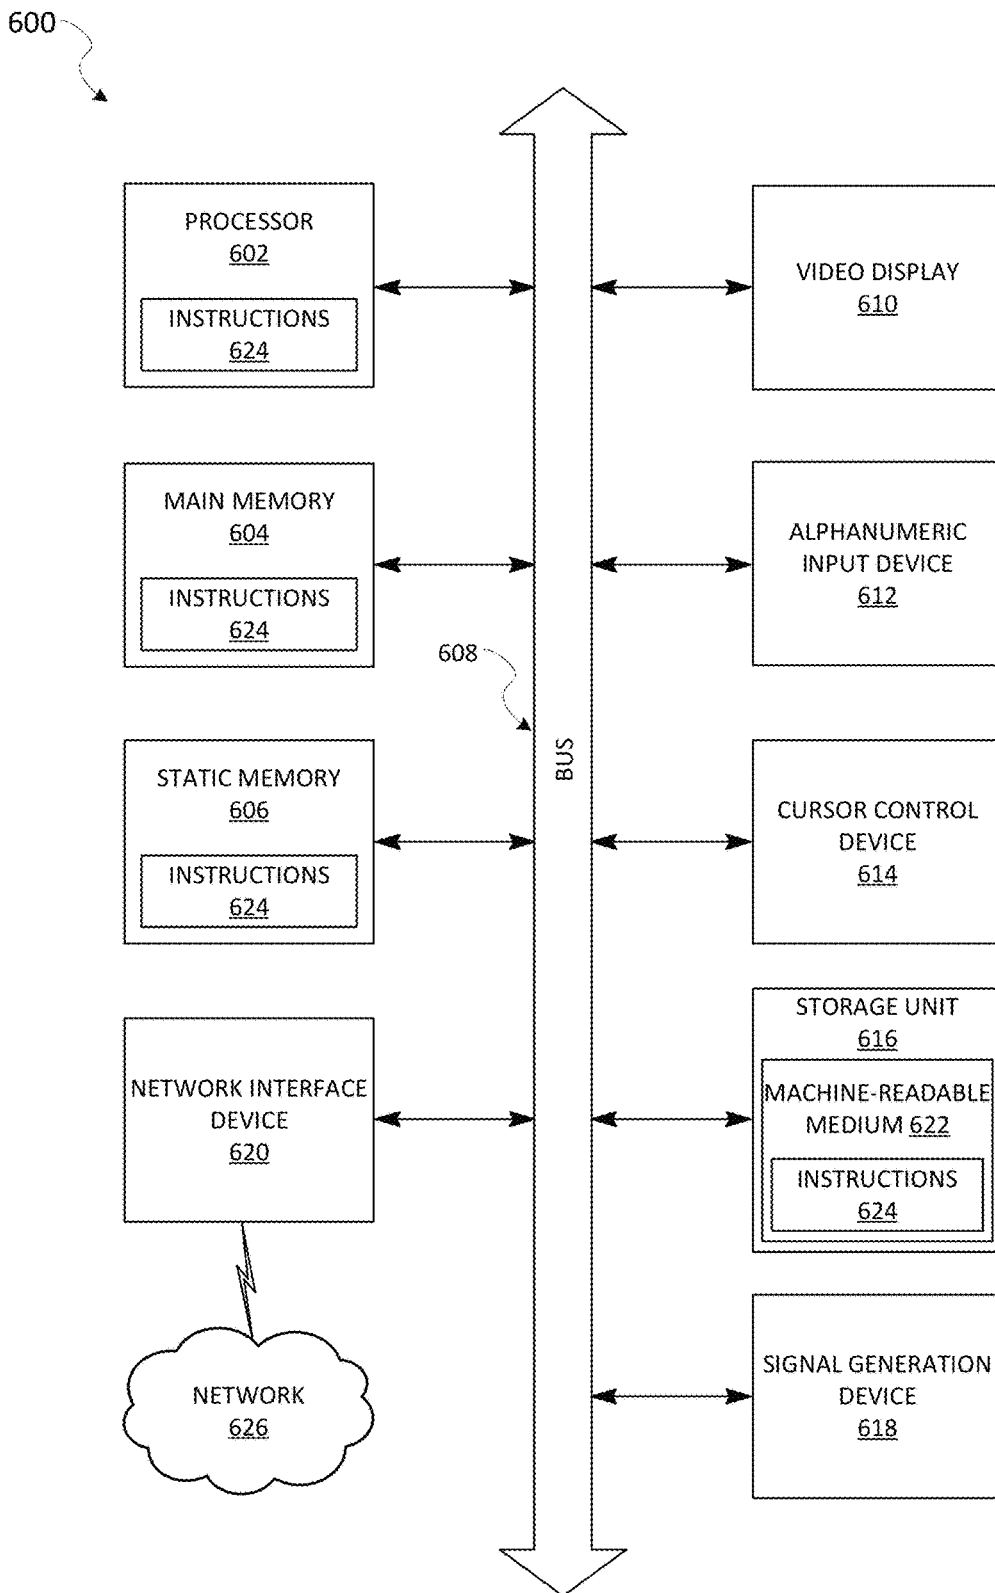 600
PROCESSOR
602
INSTRUCTIONS
624
MAIN MEMORY
604
INSTRUCTIONS
624
STATIC MEMORY
606
INSTRUCTIONS
624
NETWORK INTERFACE
DEVICE
620
NETWORK
626
608
BUS
VIDEO DISPLAY
610
ALPHANUMERIC
INPUT DEVICE
612
CURSOR CONTROL
DEVICE
614
STORAGE UNIT
616
MACHINE-READABLE
MEDIUM 622
INSTRUCTIONS
624
SIGNAL GENERATION
DEVICE
618